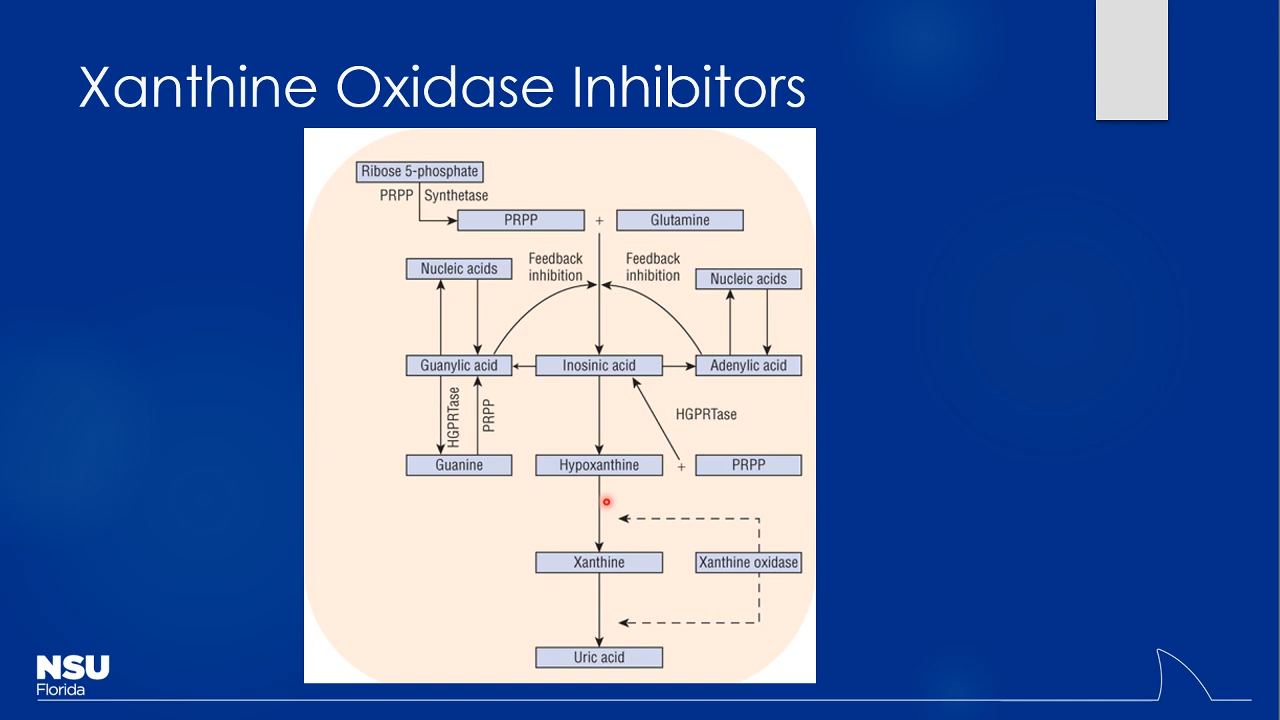 Xanthine Oxidase Inhibitors
Ribose 5-phosphate
PRPP Synthetase
PRPP + Glutamine
Feedback
inhibition
Feedback
inhibition
Nucleic acids
Nucleic acids
Guanylic acid
Inosinic acid
Adenylic acid
HGPRTase
PRPP
HGPRTase
Guanine
Hypoxanthine
+ PRPP
Xanthine
Xanthine oxidase
Uric acid
NSU
Florida